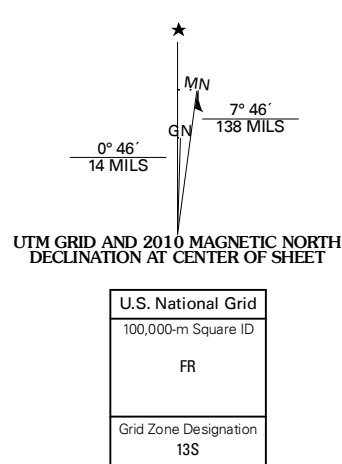 ★
MN
7° 46´
138 MILS
GN
0° 46´
14 MILS
UTM GRID AND 2010 MAGNETIC NORTH
DECLINATION AT CENTER OF SHEET
U.S. National Grid
100,000-m Square ID
FR
Grid Zone Designation
13S